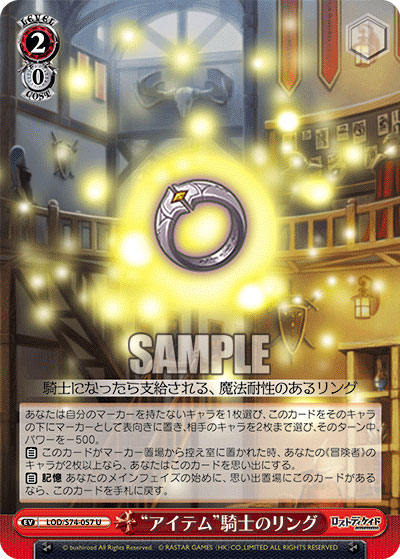 LEVEL
2
0
COST
SAMPLE
騎士になったら支給される、魔法耐性のあるリング
あなたは自分のマーカーを持たないキャラを1枚選び、このカードをそのキャラ
の下にマーカーとして表向きに置き、相手のキャラを2枚まで選び、そのターン中、
パワーを−500。
このカードがマーカー置場から控え室に置かれた時、あなたの《冒険者》の
キャラが2枚以上なら、あなたはこのカードを思い出にする。
記憶 あなたのメインフェイズの始めに、思い出置場にこのカードがあるな
ら、このカードを手札に戻す。
EV LOD/S74-057 U “アイテム”騎士のリング ロストディケイド
© bushiroad All Rights Reserved. © RASTAR GAMES (HK) CO.,LIMITED All Rights Reserved.